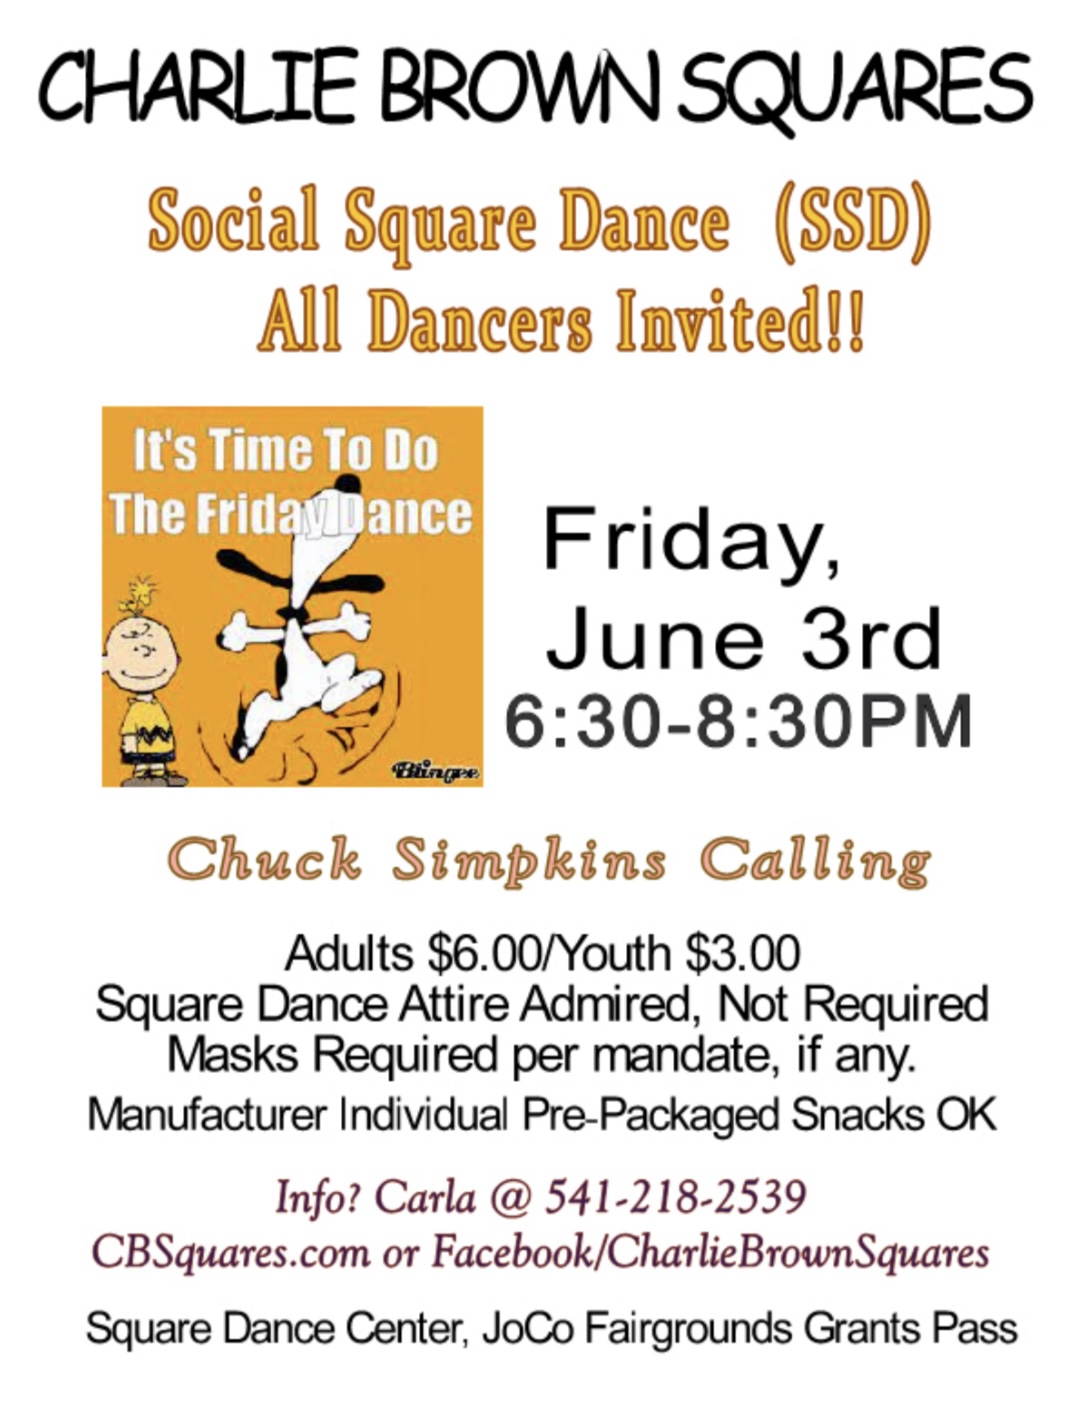 CHARLIE BROWN SQUARES
Social Square Dance (SSD)
All Dancers Invited!!
It's Time To Do
The Friday Dance
Blingee
Friday,
June 3rd
6:30-8:30PM
Chuck Simpkins Calling
Adults $6.00/Youth $3.00
Square Dance Attire Admired, Not Required
Masks Required per mandate, if any.
Manufacturer Individual Pre-Packaged Snacks OK
Info? Carla @ 541-218-2539
CBSquares.com or Facebook/CharlieBrownSquares
Square Dance Center, JoCo Fairgrounds Grants Pass